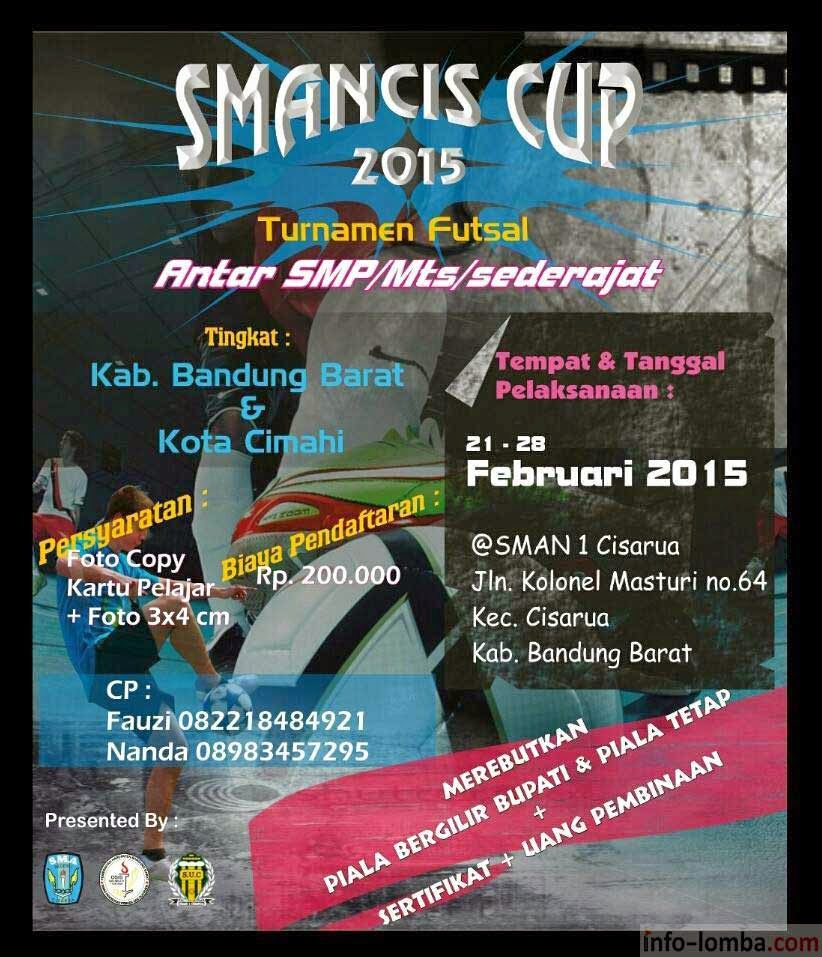 SMANCIS CUP
2015
Turnamen Futsal
Antar SMP/Mts/sederajat
Tingkat :
Kab. Bandung Barat
&
Kota Cimahi
Tempat & Tanggal
Pelaksanaan :
21 - 28
Februari 2015
@SMAN 1 Cisarua
Jln. Kolonel Masturi no.64
Kec. Cisarua
Kab. Bandung Barat
Persyaratan :
Foto Copy
Kartu Pelajar
+ Foto 3x4 cm
Biaya Pendaftaran :
Rp. 200.000
CP :
Fauzi 082218484921
Nanda 08983457295
MEREBUTKAN
PIALA BERGILIR BUPATI & PIALA TETAP
+
SERTIFIKAT + UANG PEMBINAAN
Presented By :
SMA
OSIS
S.U.C
info-lomba.com